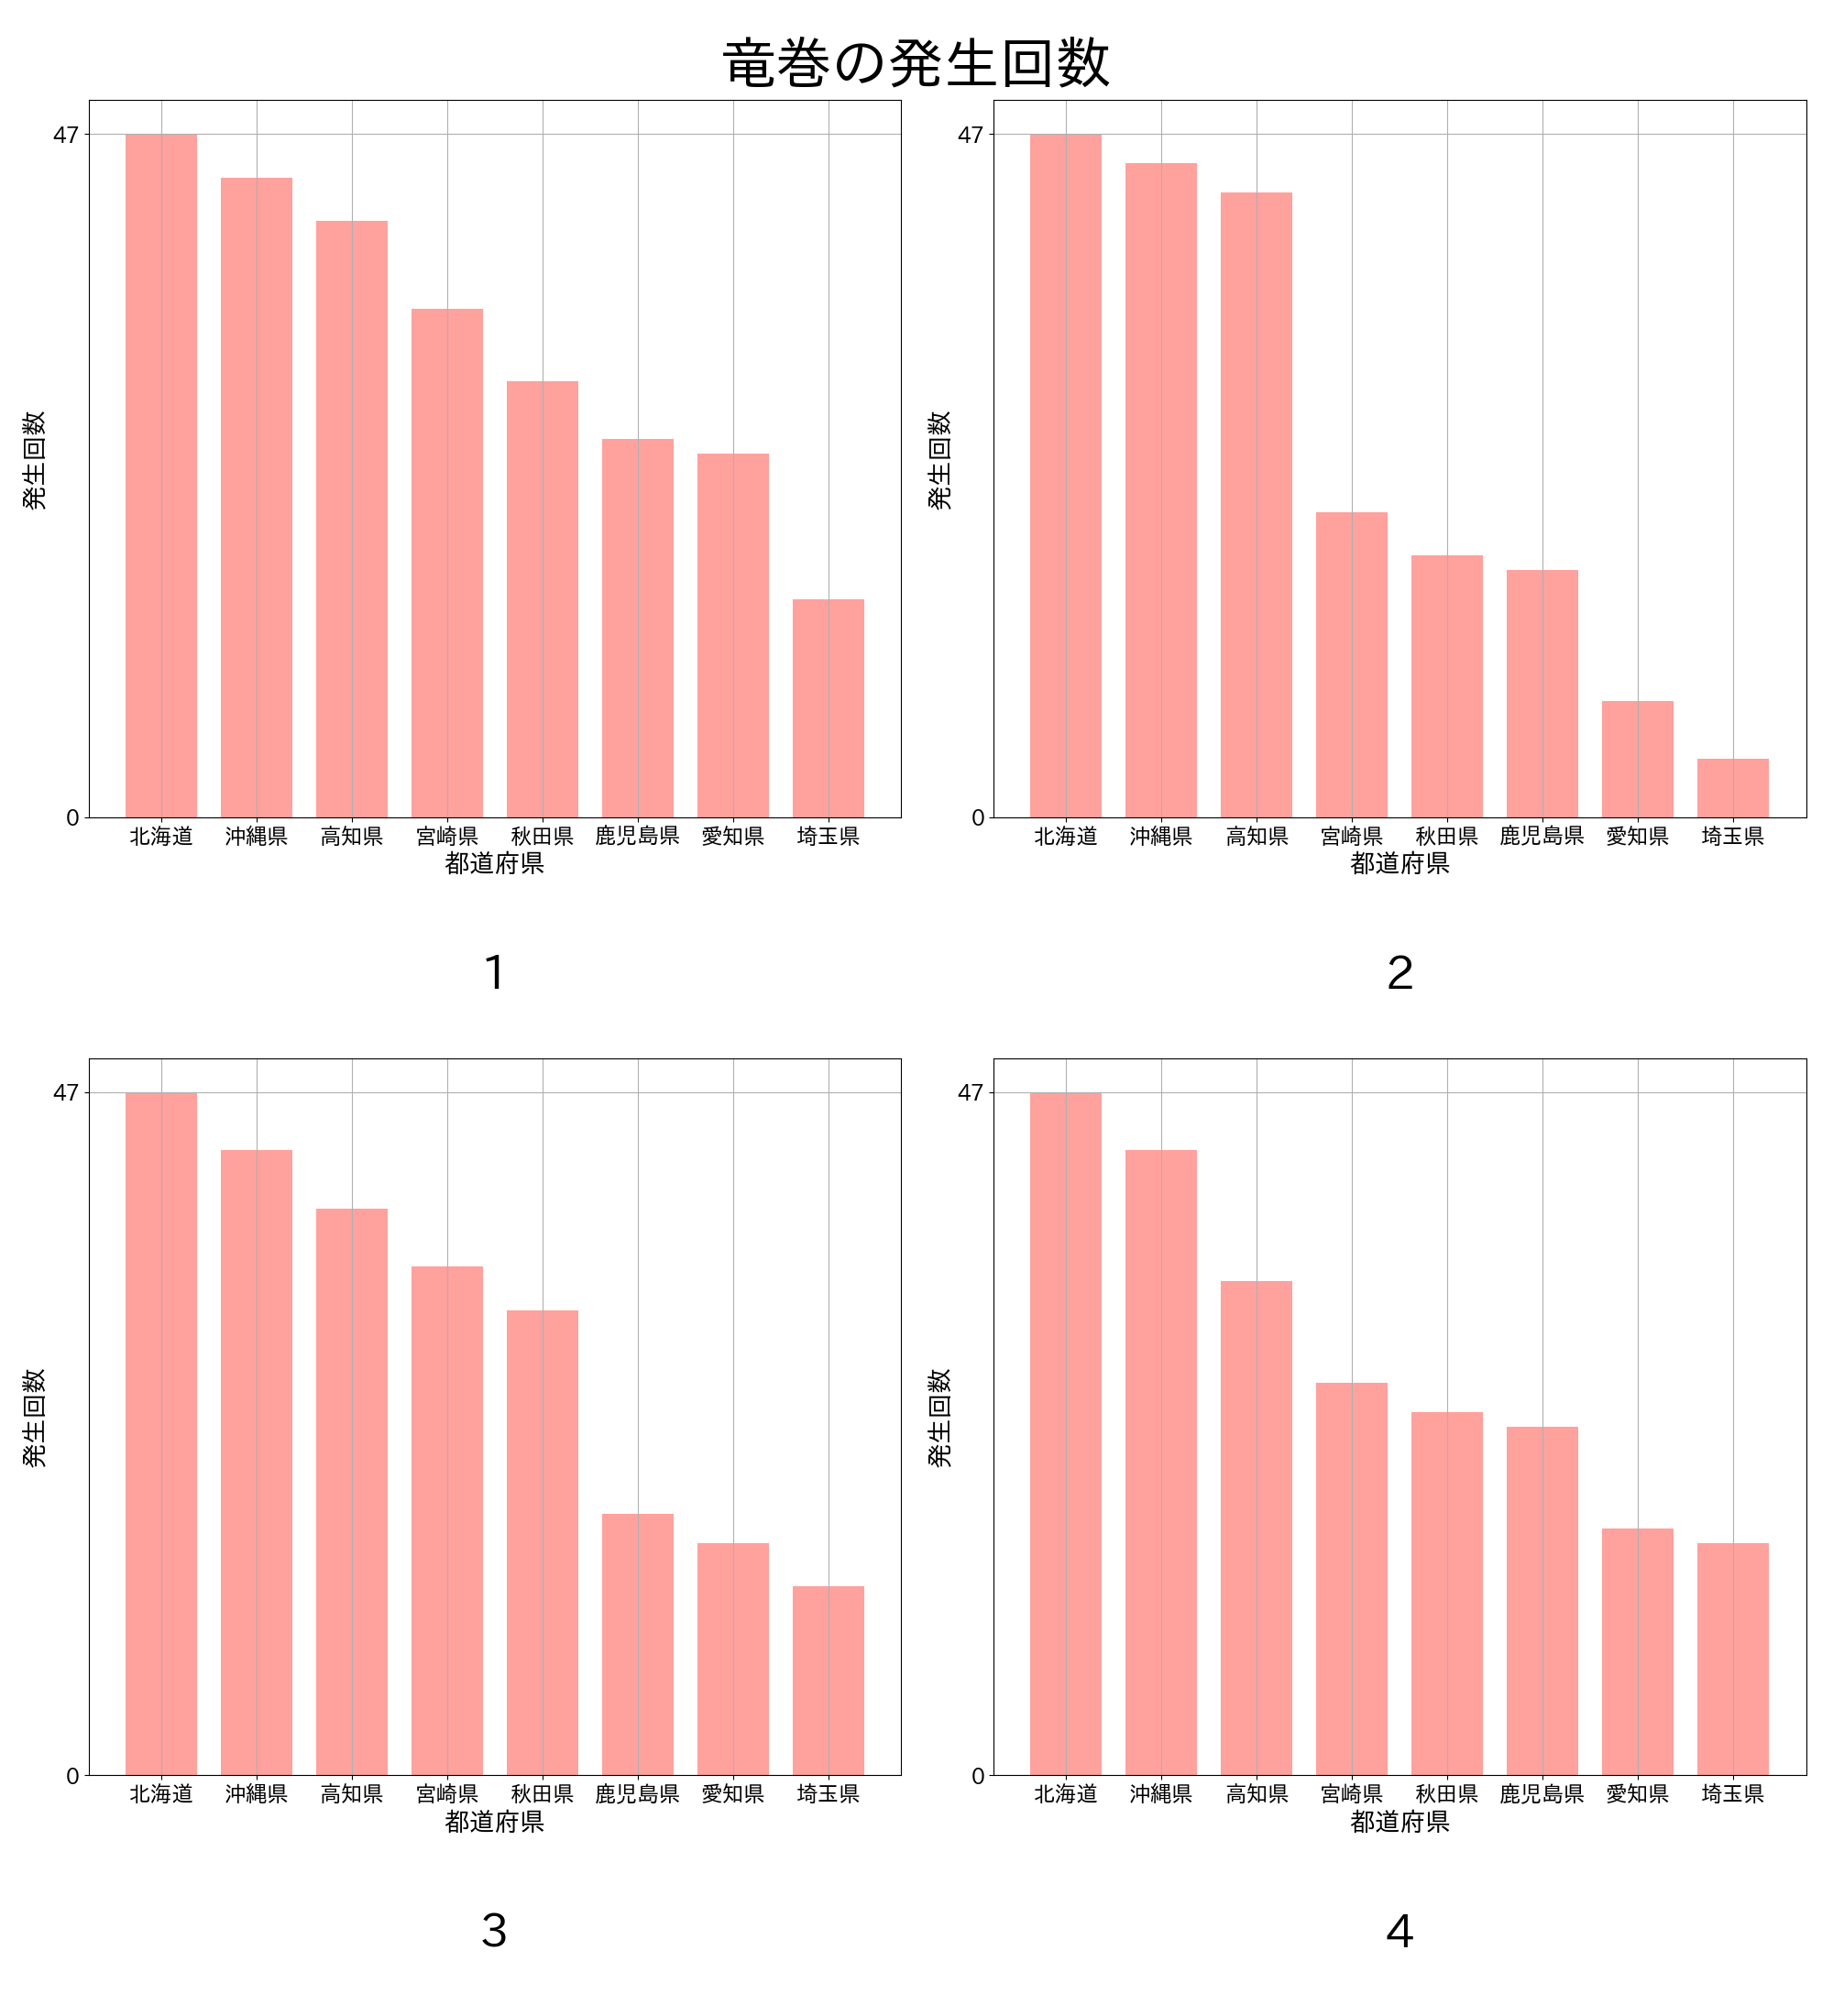 竜巻の発生回数
47
0
発生回数
北海道 沖縄県 高知県 宮崎県 秋田県 鹿児島県 愛知県 埼玉県
都道府県
1
47
0
発生回数
北海道 沖縄県 高知県 宮崎県 秋田県 鹿児島県 愛知県 埼玉県
都道府県
2
47
0
発生回数
北海道 沖縄県 高知県 宮崎県 秋田県 鹿児島県 愛知県 埼玉県
都道府県
3
47
0
発生回数
北海道 沖縄県 高知県 宮崎県 秋田県 鹿児島県 愛知県 埼玉県
都道府県
4